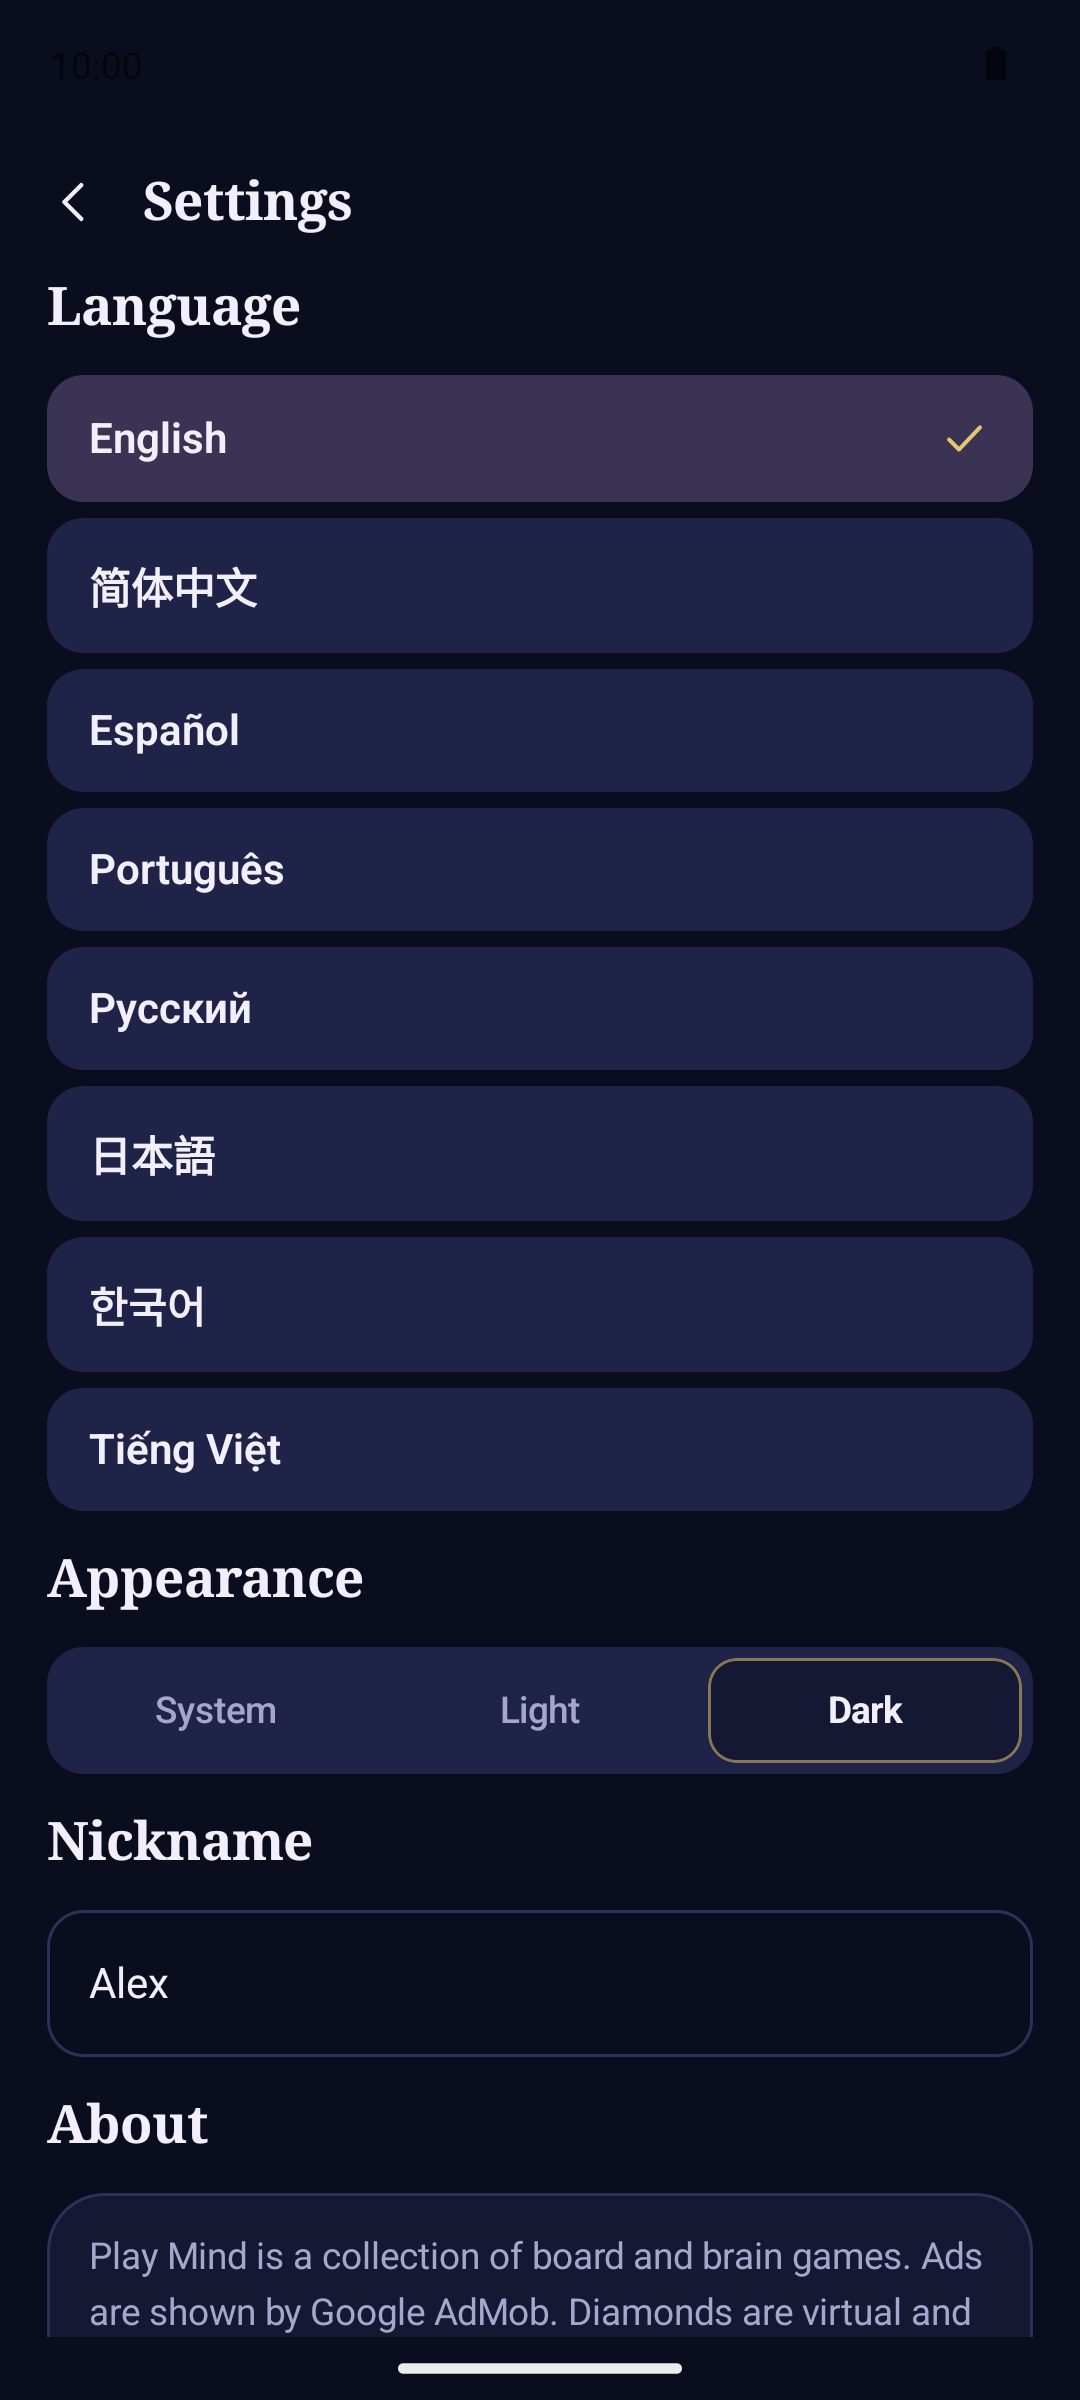 10:00
Settings
Language
English
简体中文
Español
Português
Русский
日本語
한국어
Tiếng Việt
Appearance
System Light Dark
Nickname
Alex
About
Play Mind is a collection of board and brain games. Ads
are shown by Google AdMob. Diamonds are virtual and